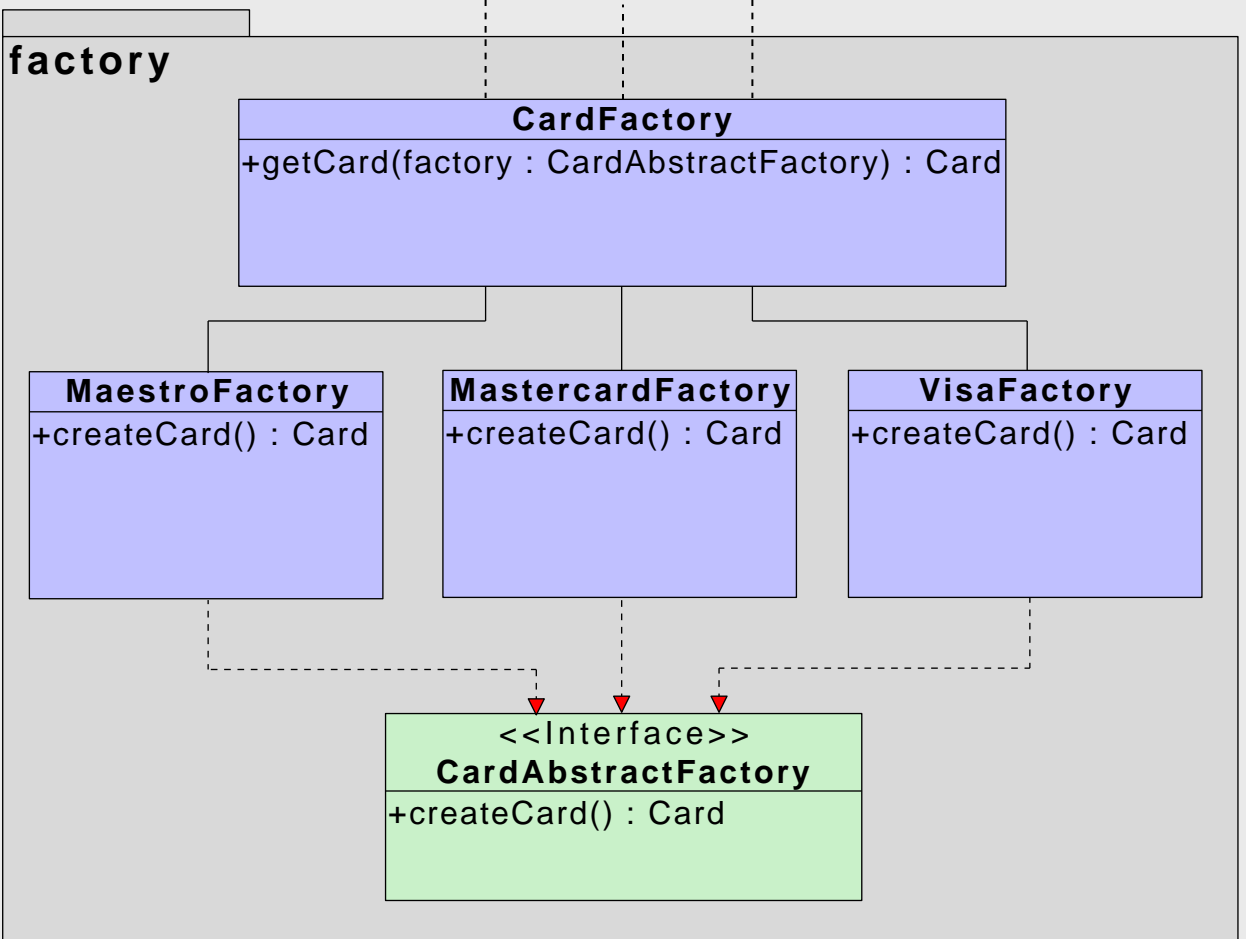 factory
CardFactory
+getCard(factory : CardAbstractFactory) : Card
MaestroFactory
+createCard() : Card
MastercardFactory
+createCard() : Card
VisaFactory
+createCard() : Card
<<Interface>>
CardAbstractFactory
+createCard() : Card